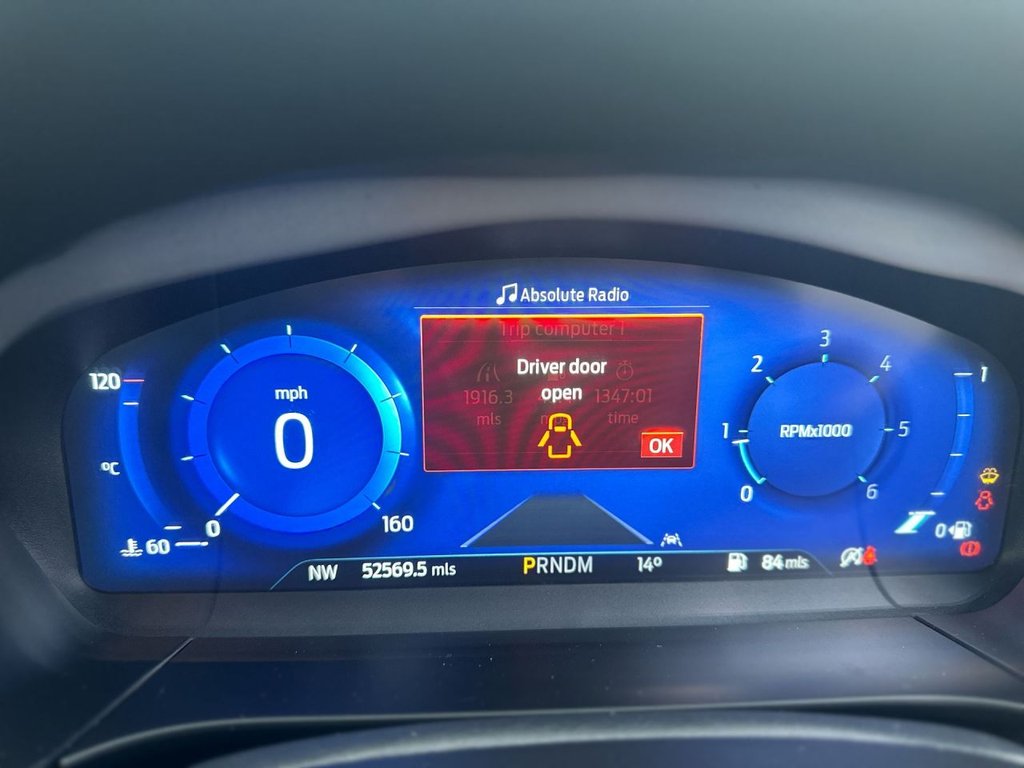 Absolute Radio
Trip computer 1
Driver door
open
1916.3
1347:01
mls
time
OK
mph
0
0
160
120
°C
60
0
1
2
3
4
5
6
RPMx1000
1
0
NW
52569.5 mls
PRNDM
14°
84 mls